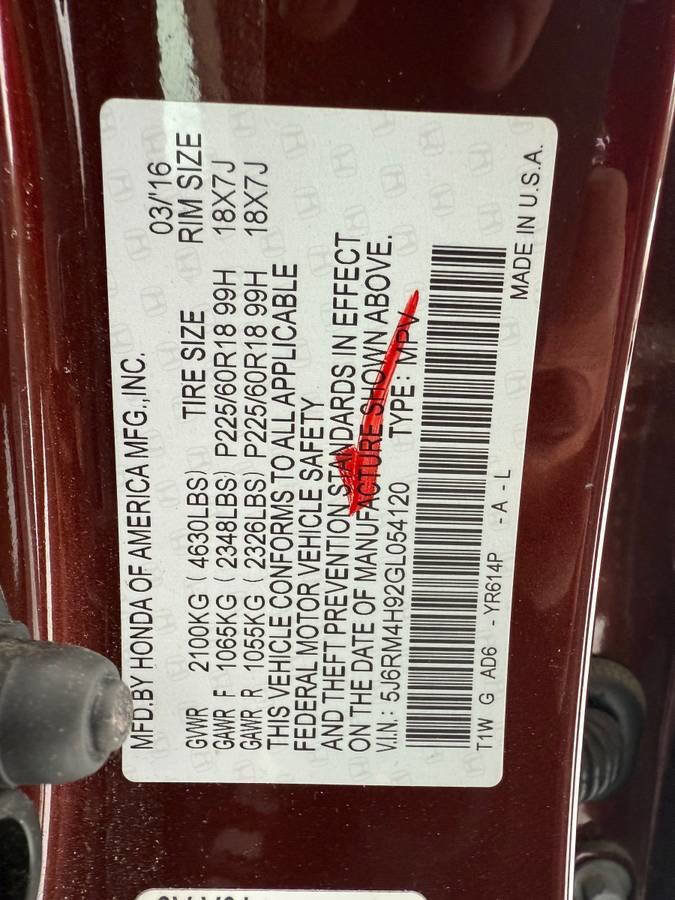 MFD.BY HONDA OF AMERICA MFG.,INC. 03/'16
GVWR 2100KG ( 4630LBS) TIRE SIZE RIM SIZE
GAWR F 1065KG ( 2348LBS) P225/60R18 99H 18X7J
GAWR R 1055KG ( 2326LBS) P225/60R18 99H 18X7J
THIS VEHICLE CONFORMS TO ALL APPLICABLE
FEDERAL MOTOR VEHICLE SAFETY
AND THEFT PREVENTION STANDARDS IN EFFECT
ON THE DATE OF MANUFACTURE SHOWN ABOVE.
V.I.N.: 5J6RM4H92GL054120 TYPE: MPV
T1W G AD6 - YR614P - A - L
MADE IN U.S.A.